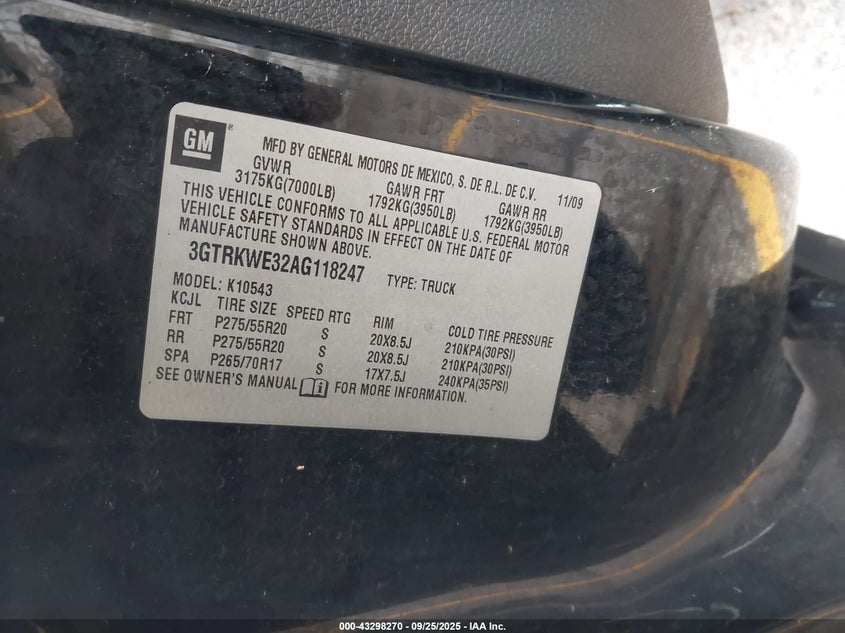 GM ®
MFD BY GENERAL MOTORS DE MEXICO, S. DE R.L. DE C.V. 11/09
GVWR GAWR FRT GAWR RR
3175KG(7000LB) 1792KG(3950LB) 1792KG(3950LB)
THIS VEHICLE CONFORMS TO ALL APPLICABLE U.S. FEDERAL MOTOR
VEHICLE SAFETY STANDARDS IN EFFECT ON THE DATE OF
MANUFACTURE SHOWN ABOVE.
3GTRKWE32AG118247 TYPE: TRUCK
MODEL: K10543
KCJL TIRE SIZE SPEED RTG RIM COLD TIRE PRESSURE
FRT P275/55R20 S 20X8.5J 210KPA(30PSI)
RR P275/55R20 S 20X8.5J 210KPA(30PSI)
SPA P265/70R17 S 17X7.5J 240KPA(35PSI)
SEE OWNER'S MANUAL FOR MORE INFORMATION.
000-43298270 - 09/25/2025 - IAA Inc.